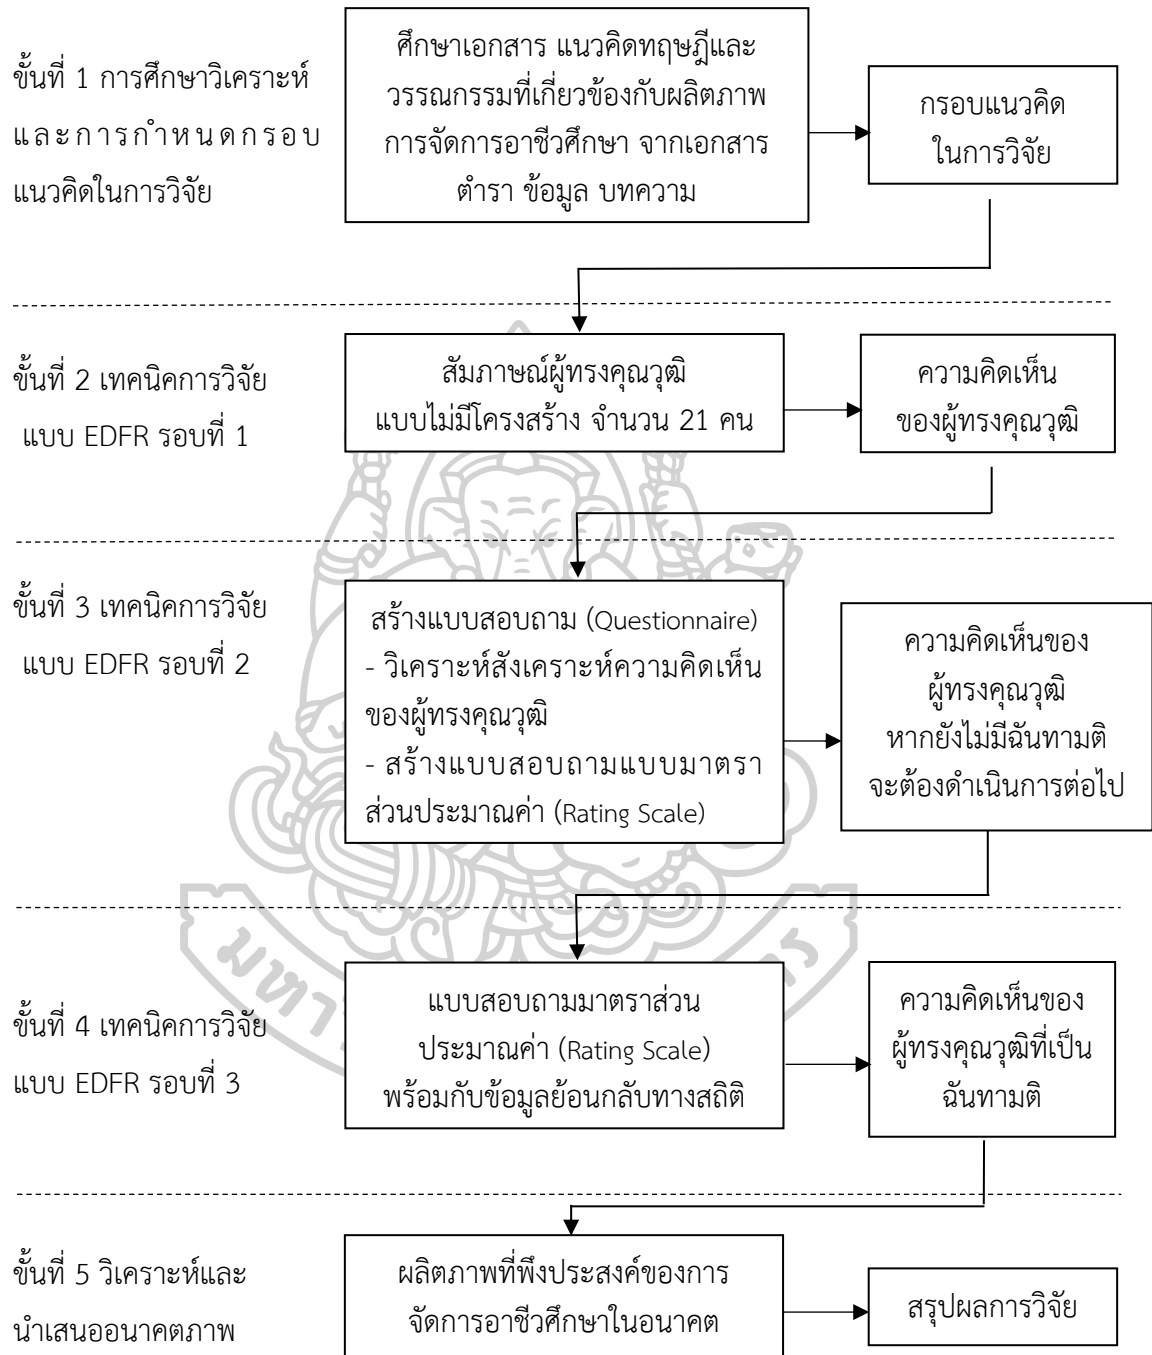 ขั้นที่ 1 การศึกษาวิเคราะห์
และการกำหนดกรอบ
แนวคิดในการวิจัย
ศึกษาเอกสาร แนวคิดทฤษฎีและ
วรรณกรรมที่เกี่ยวข้องกับผลิตภาพ
การจัดการอาชีวศึกษา จากเอกสาร
ตำรา ข้อมูล บทความ
กรอบแนวคิด
ในการวิจัย
ขั้นที่ 2 เทคนิคการวิจัย
แบบ EDFR รอบที่ 1
สัมภาษณ์ผู้ทรงคุณวุฒิ
แบบไม่มีโครงสร้าง จำนวน 21 คน
ความคิดเห็น
ของผู้ทรงคุณวุฒิ
ขั้นที่ 3 เทคนิคการวิจัย
แบบ EDFR รอบที่ 2
สร้างแบบสอบถาม (Questionnaire)
- วิเคราะห์สังเคราะห์ความคิดเห็น
ของผู้ทรงคุณวุฒิ
- สร้างแบบสอบถามแบบมาตรา
ส่วนประมาณค่า (Rating Scale)
ความคิดเห็นของ
ผู้ทรงคุณวุฒิ
หากยังไม่มีฉันทามติ
จะต้องดำเนินการต่อไป
ขั้นที่ 4 เทคนิคการวิจัย
แบบ EDFR รอบที่ 3
แบบสอบถามมาตราส่วน
ประมาณค่า (Rating Scale)
พร้อมกับข้อมูลย้อนกลับทางสถิติ
ความคิดเห็นของ
ผู้ทรงคุณวุฒิที่เป็น
ฉันทามติ
ขั้นที่ 5 วิเคราะห์และ
นำเสนออนาคตภาพ
ผลิตภาพที่พึงประสงค์ของการ
จัดการอาชีวศึกษาในอนาคต
สรุปผลการวิจัย